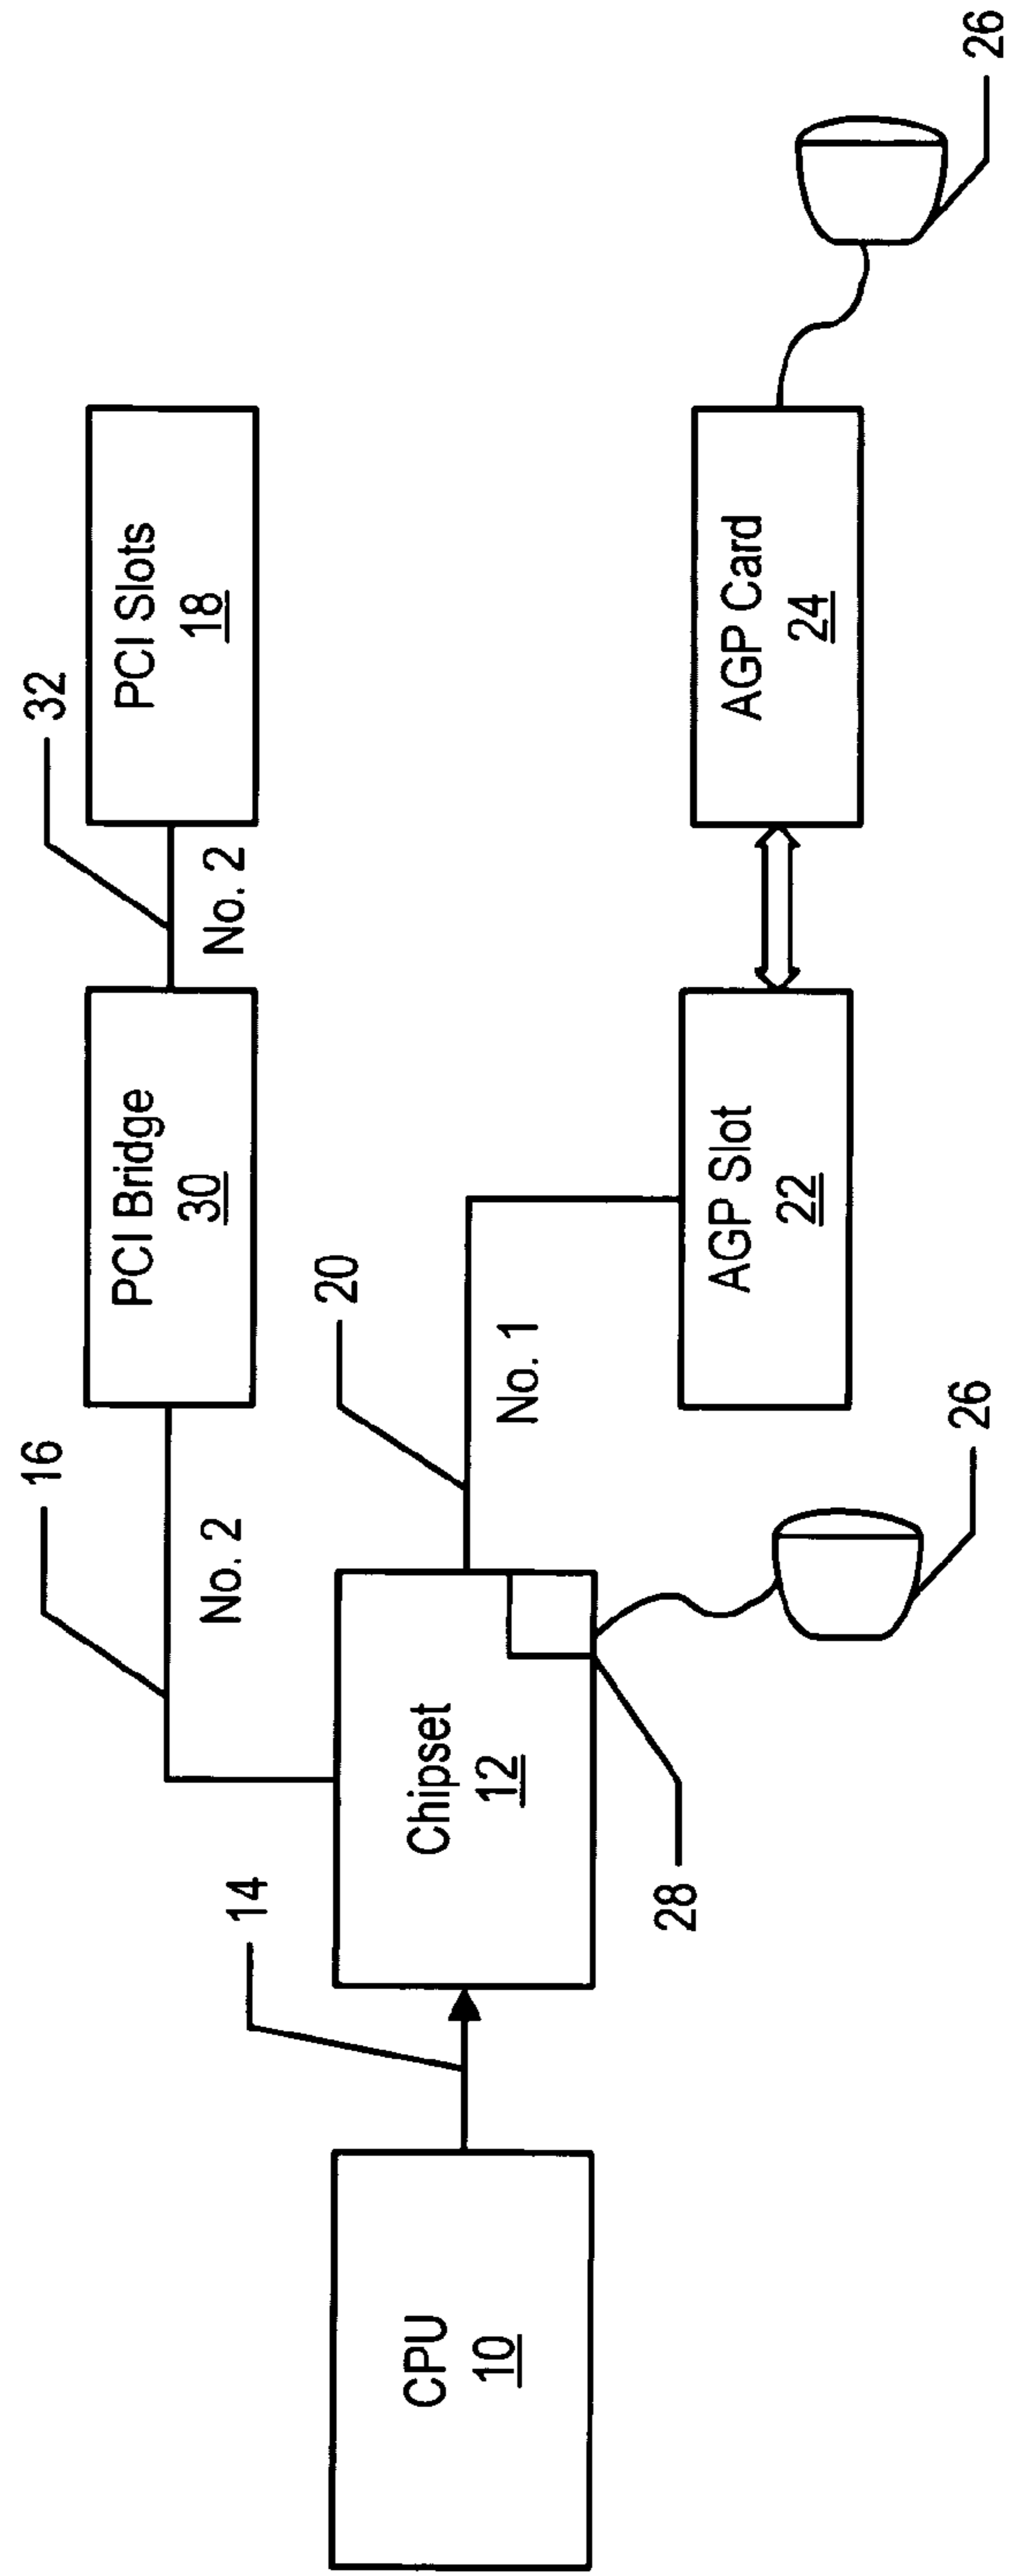 32
16
PCI Bridge
30
PCI Slots
18
No. 2
No. 2
14
20
CPU
10
Chipset
12
No. 1
28
AGP Slot
22
AGP Card
24
26
26